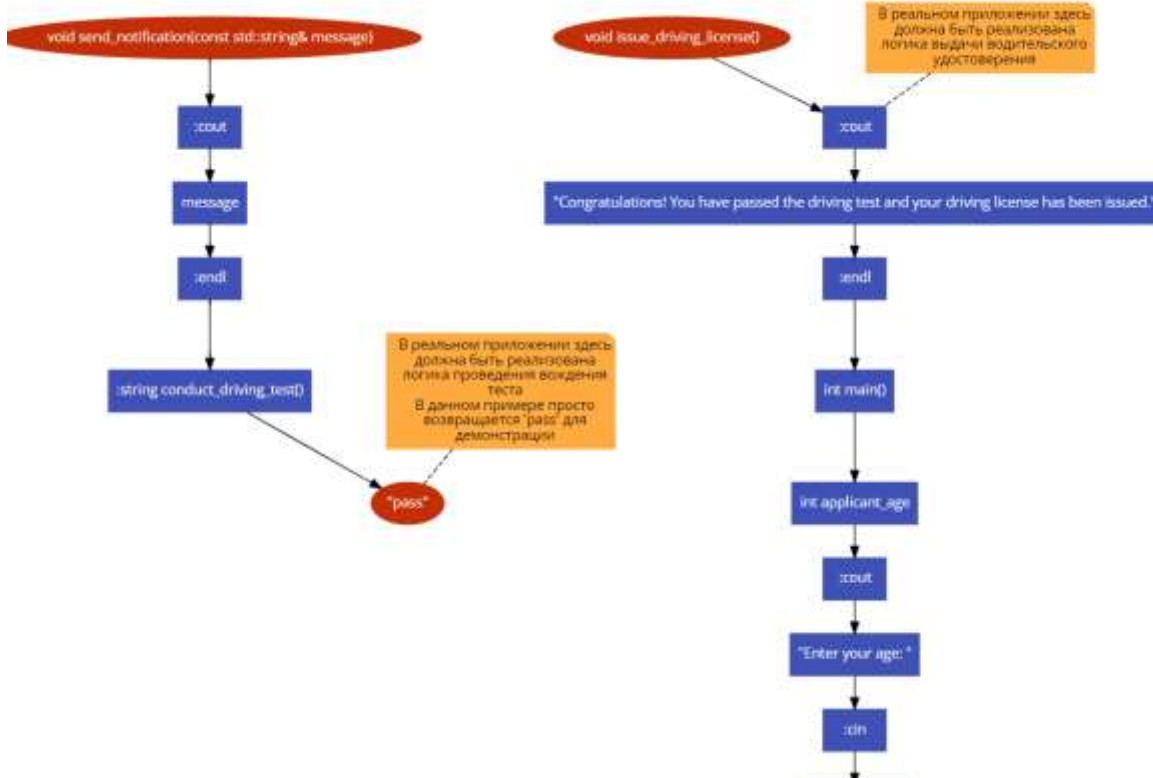 void send_notification(const std::string& message)
:cout
message
:endl
:string conduct_driving_test()
В реальном приложении здесь
должна быть реализована
логика проведения вождения
теста
В данном примере просто
возвращается 'pass' для
демонстрации
"pass"
void issue_driving_license()
В реальном приложении здесь
должна быть реализована
логика выдачи водительского
удостоверения
:cout
"Congratulations! You have passed the driving test and your driving license has been issued."
:endl
int main()
int applicant_age
:cout
"Enter your age: "
:cin